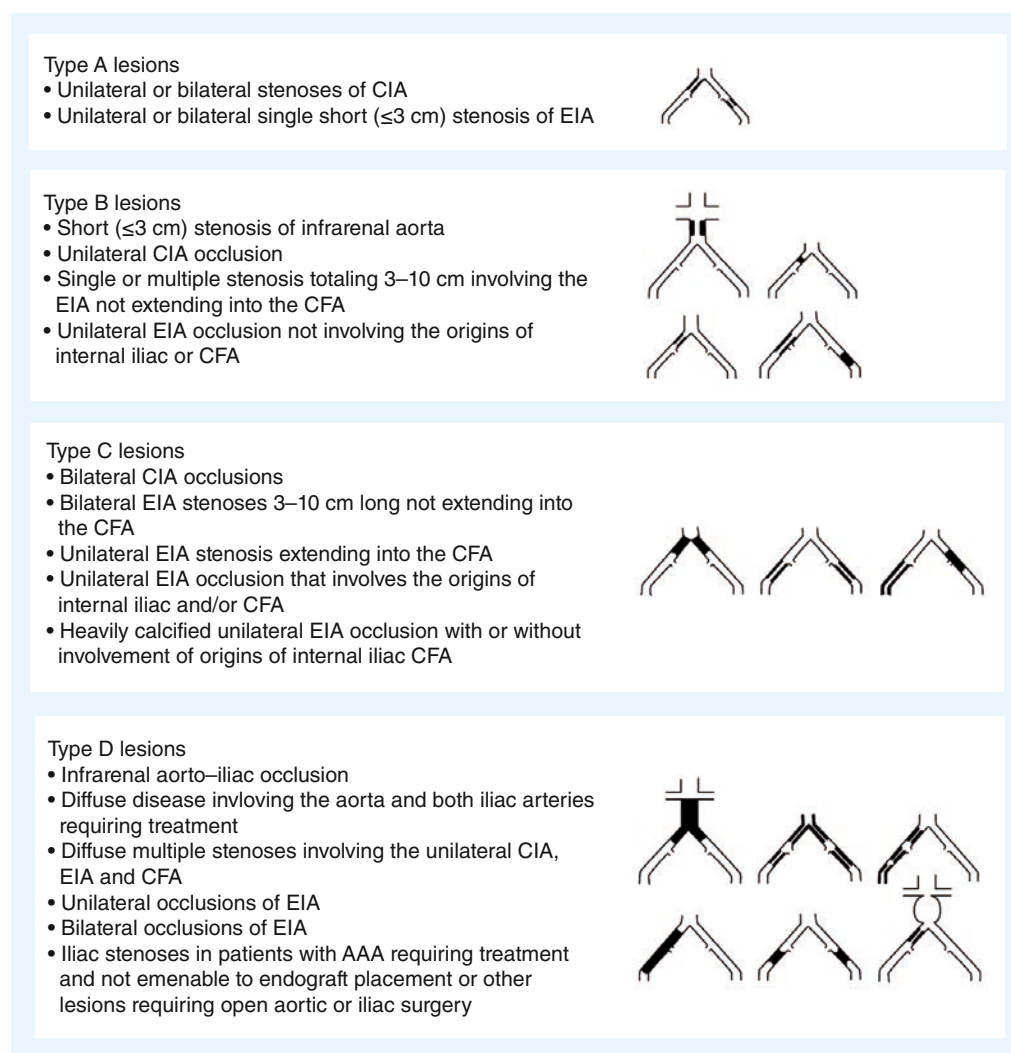 Type A lesions
• Unilateral or bilateral stenoses of CIA
• Unilateral or bilateral single short (≤3 cm) stenosis of EIA
Type B lesions
• Short (≤3 cm) stenosis of infrarenal aorta
• Unilateral CIA occlusion
• Single or multiple stenosis totaling 3–10 cm involving the
EIA not extending into the CFA
• Unilateral EIA occlusion not involving the origins of
internal iliac or CFA
Type C lesions
• Bilateral CIA occlusions
• Bilateral EIA stenoses 3–10 cm long not extending into
the CFA
• Unilateral EIA stenosis extending into the CFA
• Unilateral EIA occlusion that involves the origins of
internal iliac and/or CFA
• Heavily calcified unilateral EIA occlusion with or without
involvement of origins of internal iliac CFA
Type D lesions
• Infrarenal aorto–iliac occlusion
• Diffuse disease invloving the aorta and both iliac arteries
requiring treatment
• Diffuse multiple stenoses involving the unilateral CIA,
EIA and CFA
• Unilateral occlusions of EIA
• Bilateral occlusions of EIA
• Iliac stenoses in patients with AAA requiring treatment
and not emenable to endograft placement or other
lesions requiring open aortic or iliac surgery